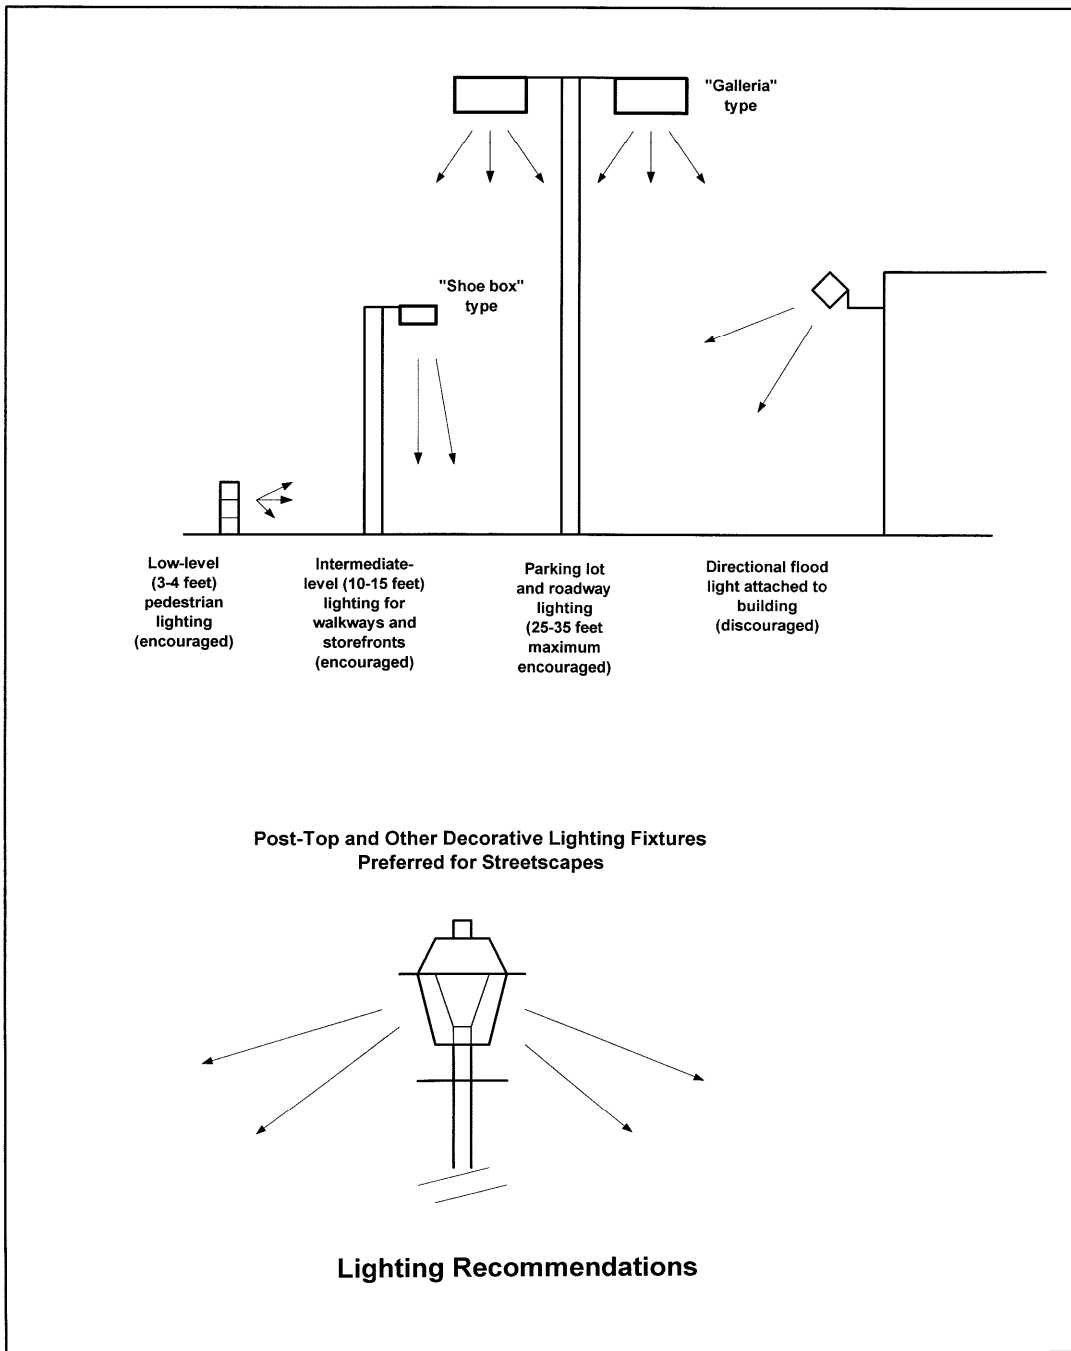 "Galleria"
type
"Shoe box"
type
Low-level
(3-4 feet)
pedestrian
lighting
(encouraged)
Intermediate-
level (10-15 feet)
lighting for
walkways and
storefronts
(encouraged)
Parking lot
and roadway
lighting
(25-35 feet
maximum
encouraged)
Directional flood
light attached to
building
(discouraged)
Post-Top and Other Decorative Lighting Fixtures
Preferred for Streetscapes
Lighting Recommendations